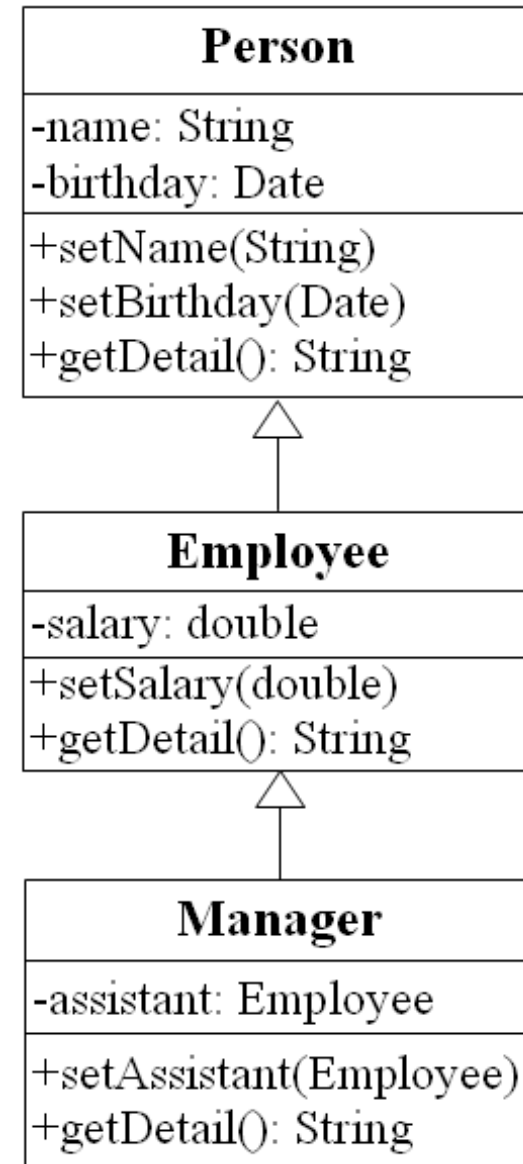 Person
-name: String
-birthday: Date
+setName(String)
+setBirthday(Date)
+getDetail(): String
Employee
-salary: double
+setSalary(double)
+getDetail(): String
Manager
-assistant: Employee
+setAssistant(Employee)
+getDetail(): String